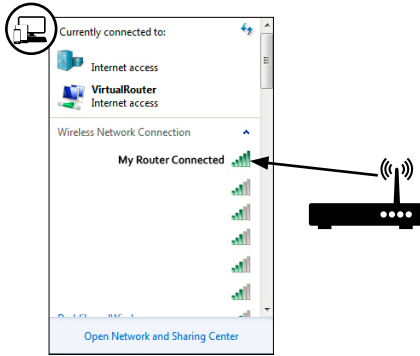 Currently connected to:
Internet access
VirtualRouter
Internet access
Wireless Network Connection
My Router Connected
Open Network and Sharing Center